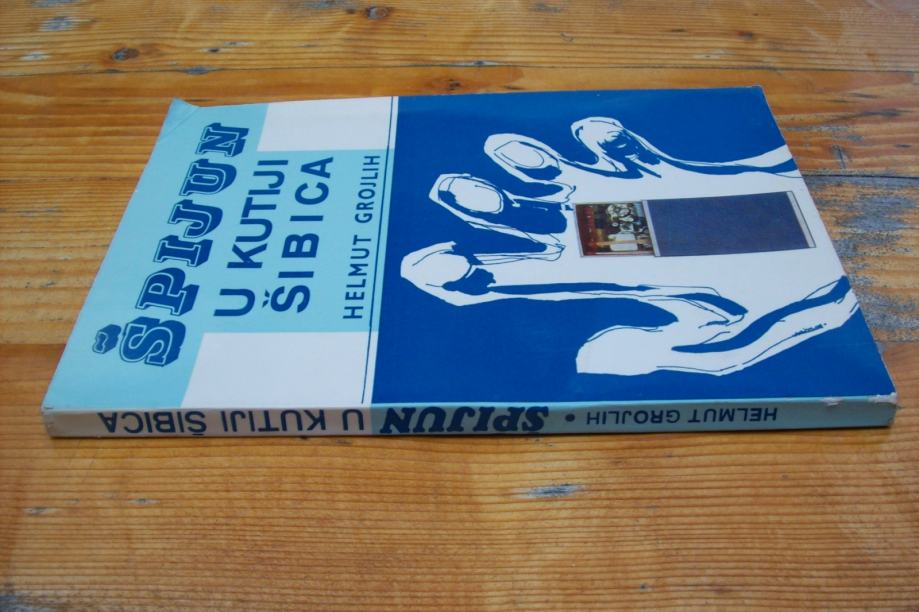 ŠPIJUN
U KUTIJI
ŠIBICA
HELMUT GROJLIH
HELMUT GROJLIH • ŠPIJUN U KUTIJI ŠIBICA